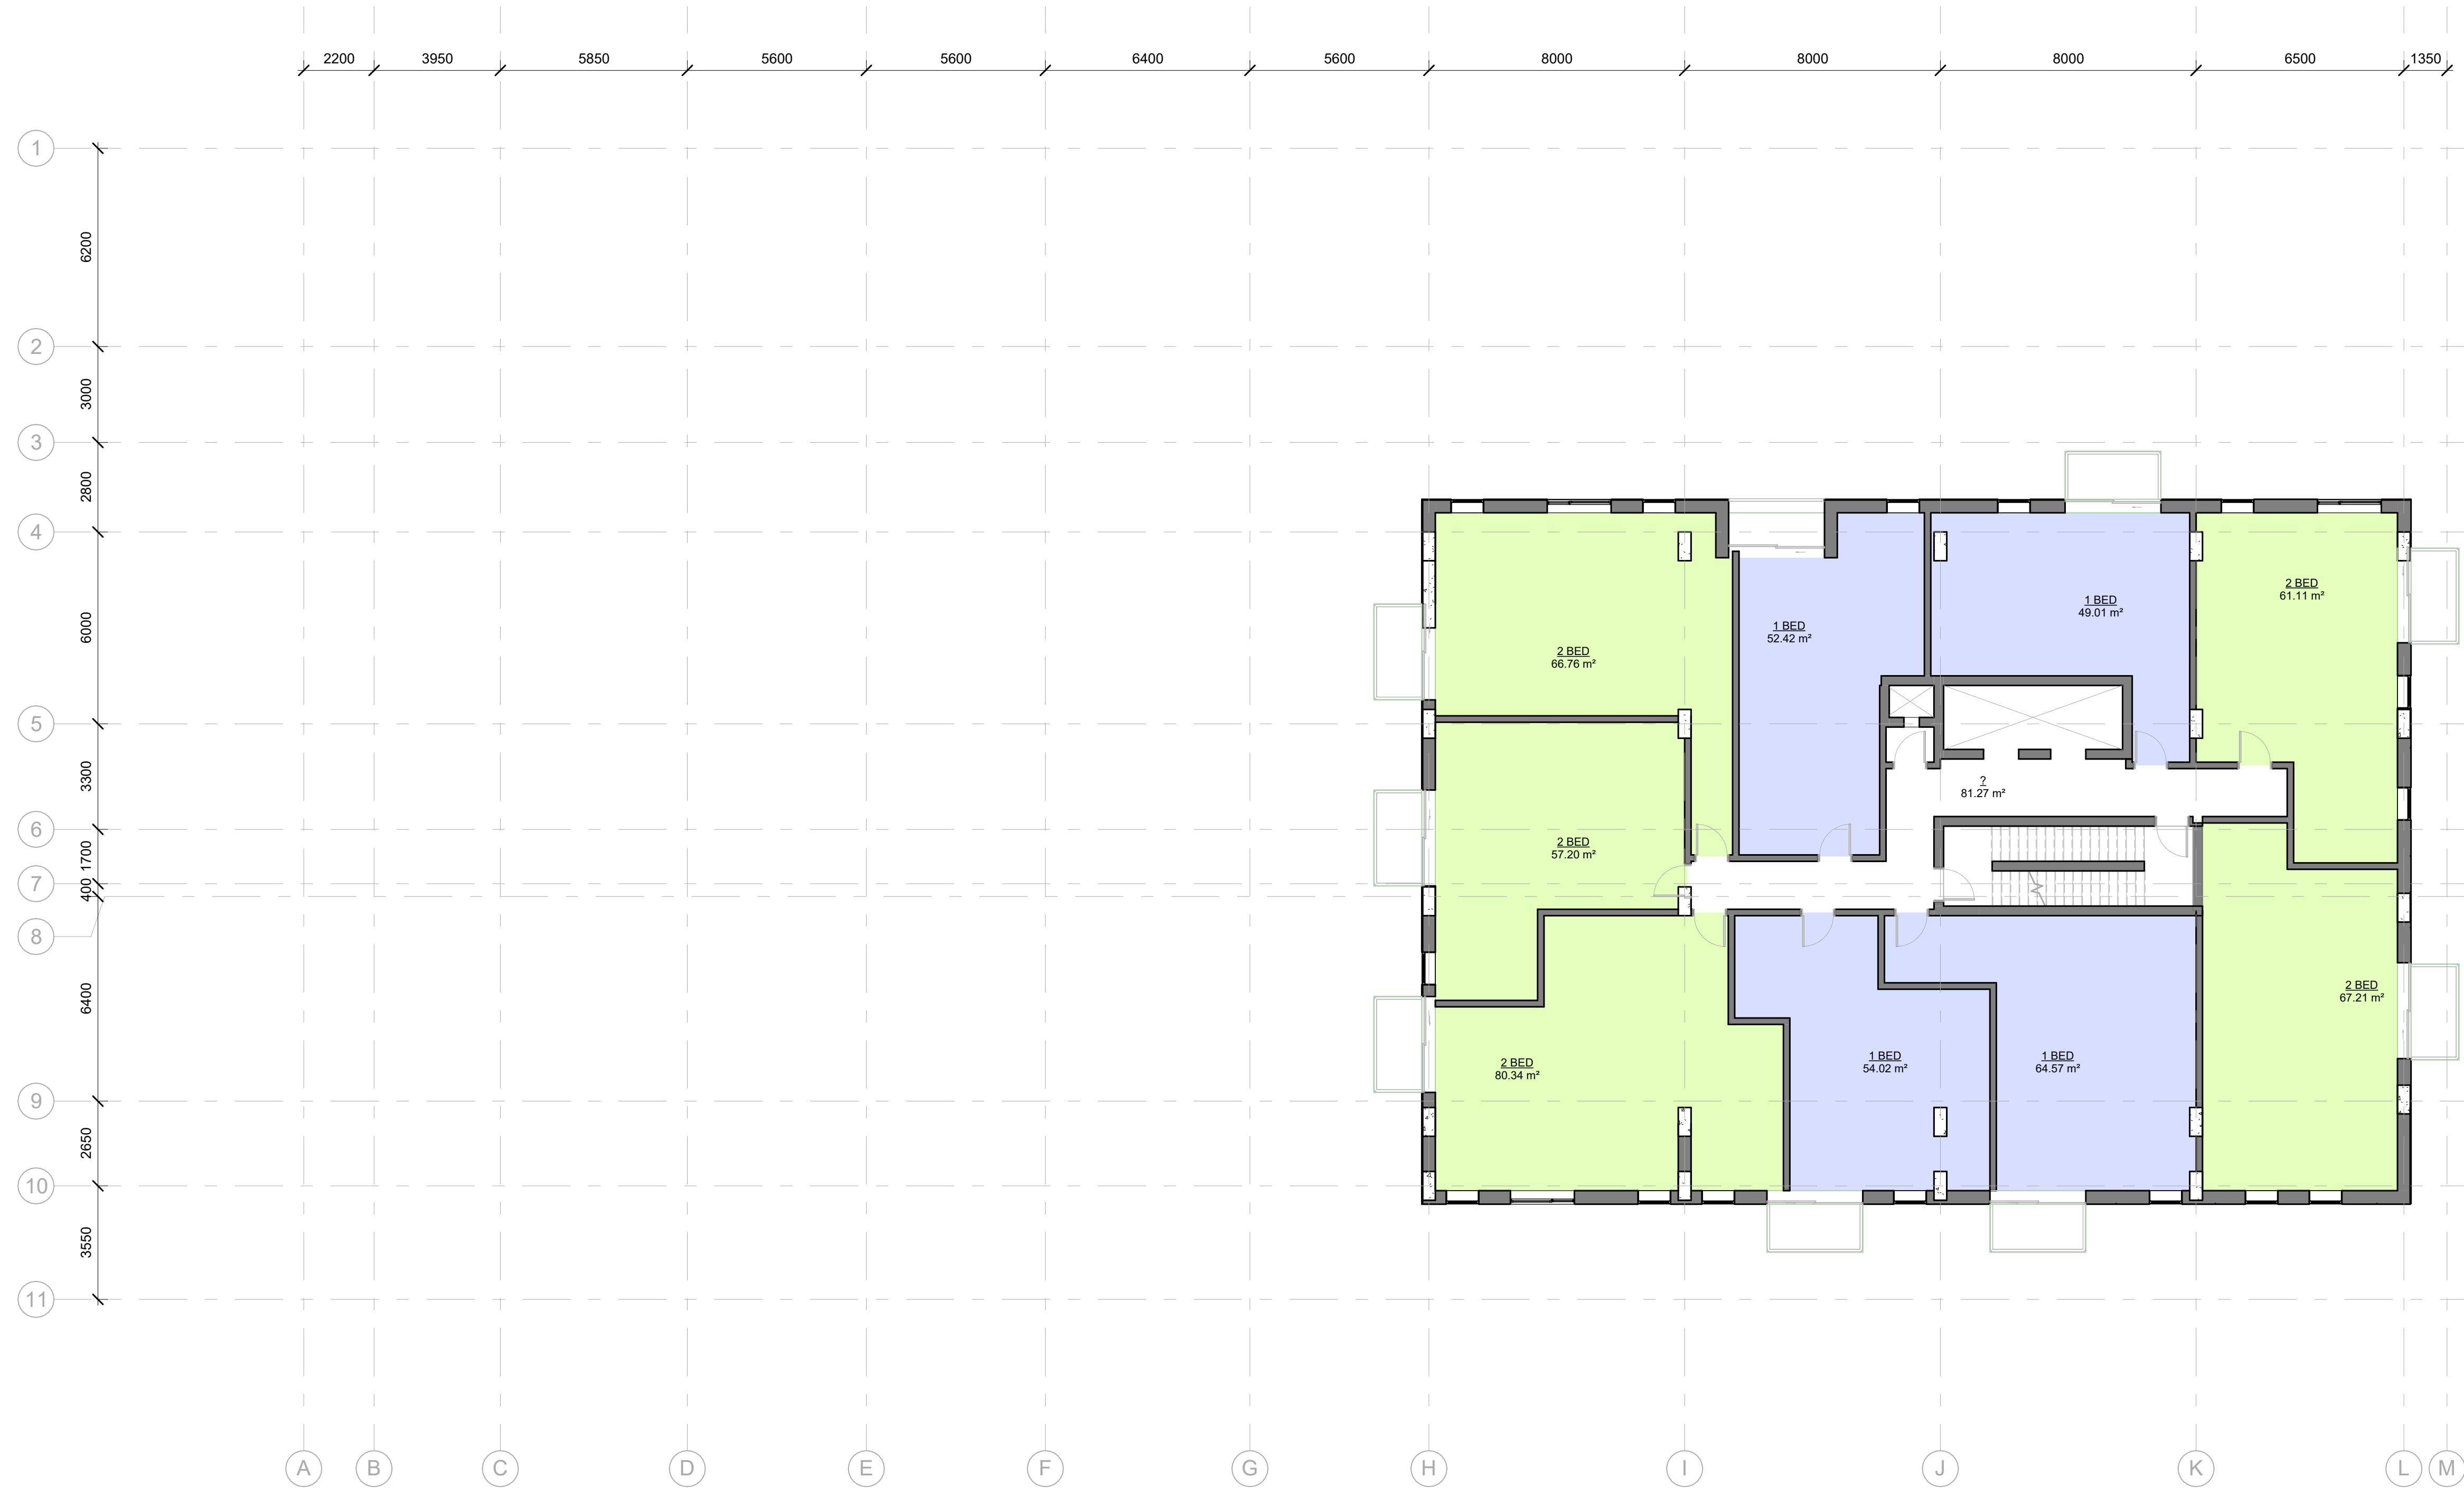 2200 3950 5850 5600 5600 6400 5600 8000 8000 8000 6500 1350
1
6200
2
3000
3
2800
4
6000
5
3300
6
1700
7
400
8
6400
9
2650
10
3550
11
2 BED
61.11 m²
1 BED
49.01 m²
1 BED
52.42 m²
2 BED
66.76 m²
?
81.27 m²
2 BED
57.20 m²
2 BED
67.21 m²
2 BED
80.34 m²
1 BED
54.02 m²
1 BED
64.57 m²
A B C D E F G H I J K L M